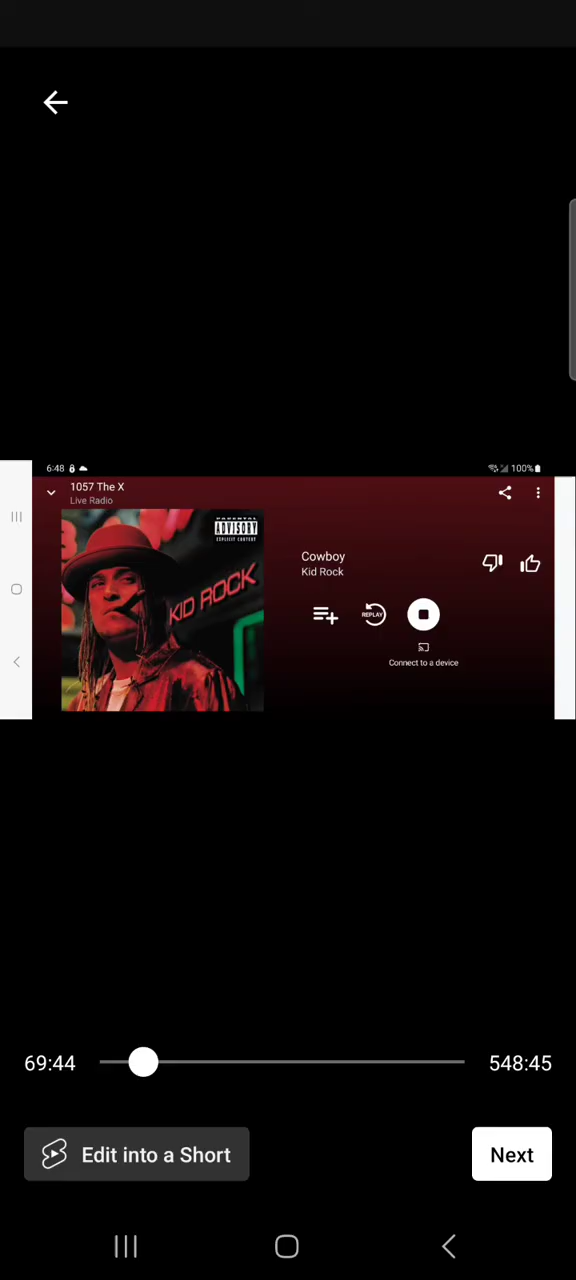 6:48 100%
1057 The X
Live Radio
PARENTAL
ADVISORY
EXPLICIT CONTENT
KID ROCK
Cowboy
Kid Rock
REPLAY
Connect to a device
69:44 548:45
Edit into a Short Next